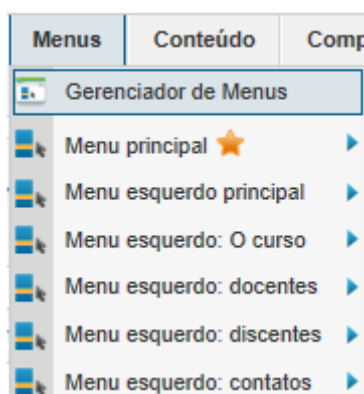 Menus Conteúdo Comp
Gerenciador de Menus
Menu principal
Menu esquerdo principal
Menu esquerdo: O curso
Menu esquerdo: docentes
Menu esquerdo: discentes
Menu esquerdo: contatos